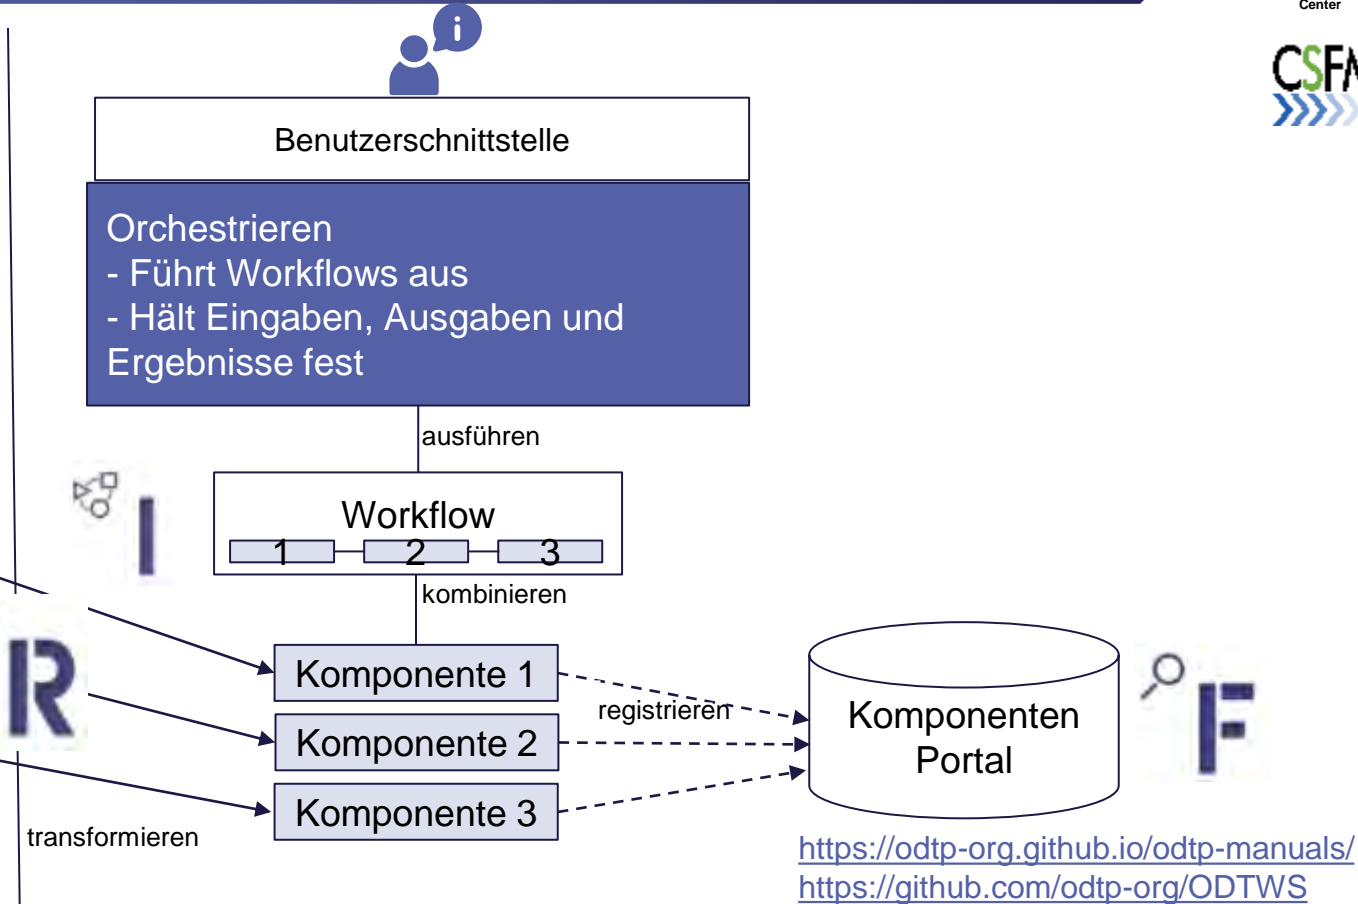 Center
i
CSFM
Benutzerschnittstelle
Orchestrieren
- Führt Workflows aus
- Hält Eingaben, Ausgaben und
Ergebnisse fest
ausführen
I
Workflow
1 2 3
kombinieren
R
Komponente 1
registrieren
Komponente 2
Komponente 3
Komponenten
Portal
F
transformieren
https://odtp-org.github.io/odtp-manuals/
https://github.com/odtp-org/ODTWS